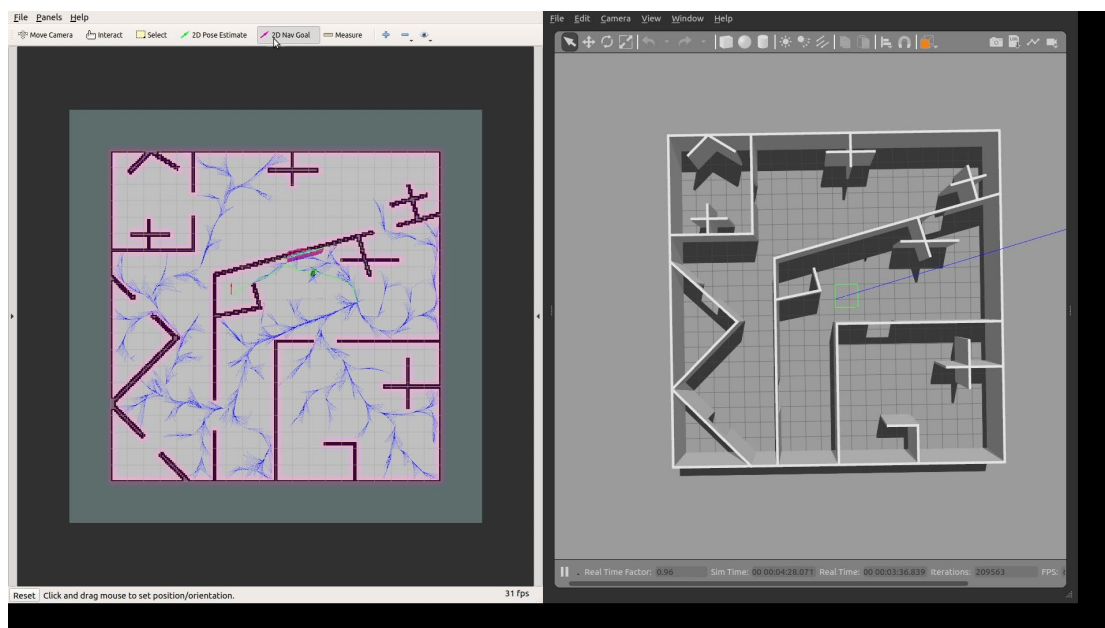 File Panels Help
Move Camera Interact Select 2D Pose Estimate 2D Nav Goal Measure
Reset Click and drag mouse to set position/orientation. 31 fps
File Edit Camera View Window Help
Real Time Factor: 0.96 Sim Time: 00 00:04:28.071 Real Time: 00 00:03:36.839 Iterations: 209563 FPS: